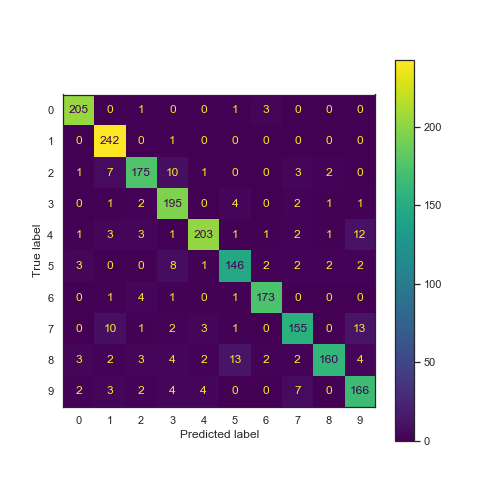 0 205 0 1 0 0 1 3 0 0 0
1 0 242 0 1 0 0 0 0 0 0
2 1 7 175 10 1 0 0 3 2 0
3 0 1 2 195 0 4 0 2 1 1
4 1 3 3 1 203 1 1 2 1 12
5 3 0 0 8 1 146 2 2 2 2
6 0 1 4 1 0 1 173 0 0 0
7 0 10 1 2 3 1 0 155 0 13
8 3 2 3 4 2 13 2 2 160 4
9 2 3 2 4 4 0 0 7 0 166
0 1 2 3 4 5 6 7 8 9
Predicted label
True label
200
150
100
50
0